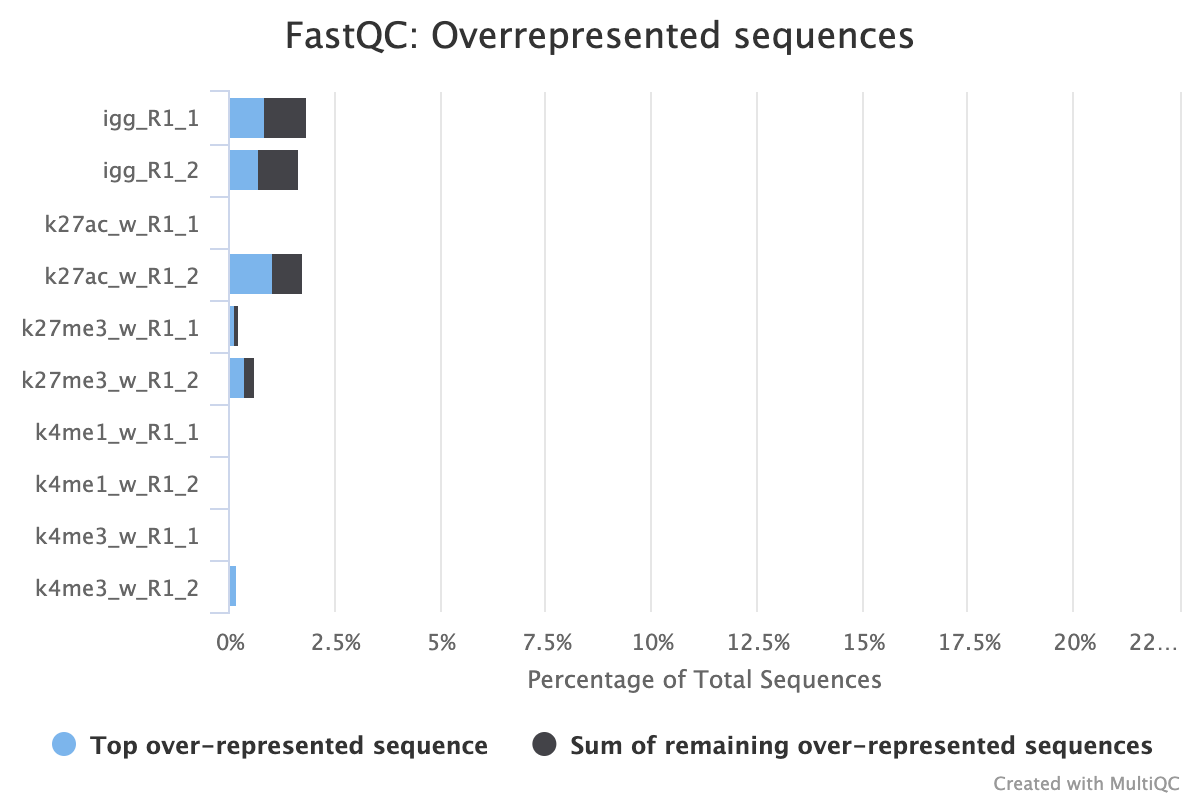 FastQC: Overrepresented sequences
igg_R1_1
igg_R1_2
k27ac_w_R1_1
k27ac_w_R1_2
k27me3_w_R1_1
k27me3_w_R1_2
k4me1_w_R1_1
k4me1_w_R1_2
k4me3_w_R1_1
k4me3_w_R1_2
0% 2.5% 5% 7.5% 10% 12.5% 15% 17.5% 20% 22…
Percentage of Total Sequences
Top over-represented sequence Sum of remaining over-represented sequences
Created with MultiQC